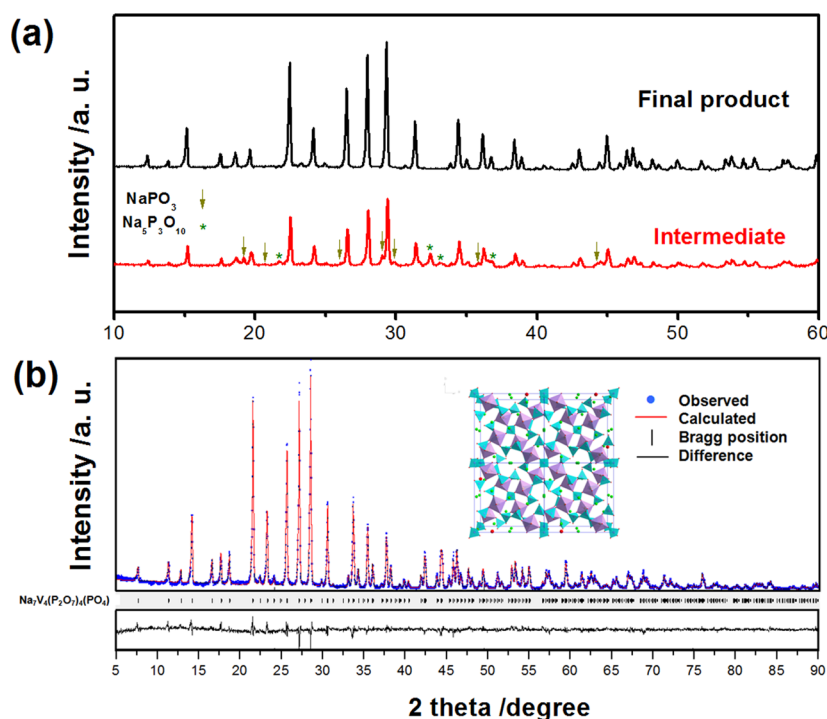 (a)
Intensity /a. u.
Final product
NaPO₃
Na₅P₃O₁₀
*
* * * *
Intermediate
10 20 30 40 50 60
(b)
Intensity /a. u.
Observed
Calculated
Bragg position
Difference
Na₇V₄(P₂O₇)₄(PO₄)
5 10 15 20 25 30 35 40 45 50 55 60 65 70 75 80 85 90
2 theta /degree